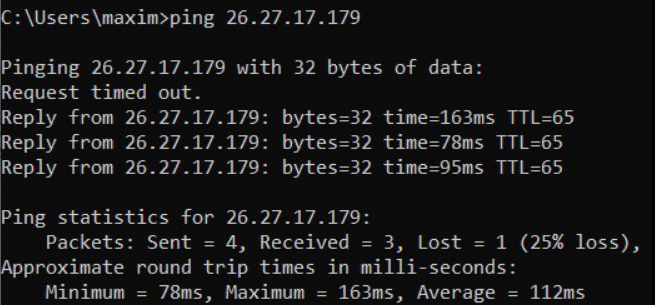 C:\Users\maxim>ping 26.27.17.179
Pinging 26.27.17.179 with 32 bytes of data:
Request timed out.
Reply from 26.27.17.179: bytes=32 time=163ms TTL=65
Reply from 26.27.17.179: bytes=32 time=78ms TTL=65
Reply from 26.27.17.179: bytes=32 time=95ms TTL=65
Ping statistics for 26.27.17.179:
    Packets: Sent = 4, Received = 3, Lost = 1 (25% loss),
Approximate round trip times in milli-seconds:
    Minimum = 78ms, Maximum = 163ms, Average = 112ms